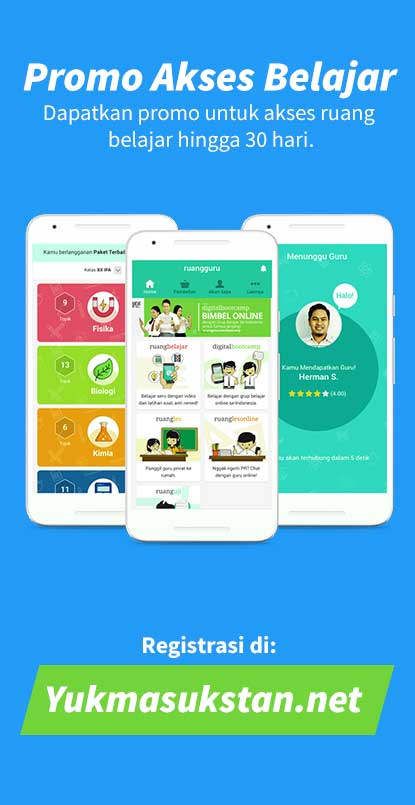 Promo Akses Belajar
Dapatkan promo untuk akses ruang
belajar hingga 30 hari.
Kamu berlangganan Paket Terbai
Kelas XII IPA
9
Topik
Fisika
13
Topik
Biologi
6
Topik
Kimia
11
ruangguru
Home
Pembelian
Akun Saya
Lainnya
digitalbootcamp
BIMBEL ONLINE
ruangbelajar
Belajar seru dengan video
dan latihan soal, anti-remed!
digitalbootcamp
Belajar dengan grup belajar
online se-Indonesia.
ruangles
Panggil guru privat ke
rumah.
ruanglesonline
Nggak ngerti PR? Chat
dengan guru online!
ruanguji
Menunggu Guru
Halo!
Kamu Mendapatkan Guru!
Herman S.
(4.00)
u akan terhubung dalam 5 detik
Registrasi di:
Yukmasukstan.net